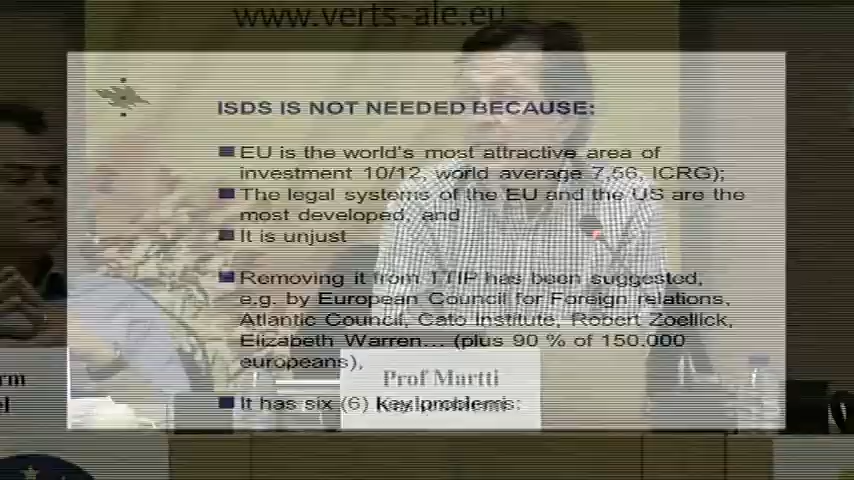 www.verts-ale.eu
ISDS IS NOT NEEDED BECAUSE:
EU is the world's most attractive area of
investment 10/12, world average 7,56, ICRG);
The legal systems of the EU and the US are the
most developed, and
It is unjust
Removing it from TTIP has been suggested,
e.g. by European Council for Foreign relations,
Atlantic Council, Cato Institute, Robert Zoellick,
Elizabeth Warren... (plus 90 % of 150.000
europeans),
Prof Martti
It has six (6) key problems: